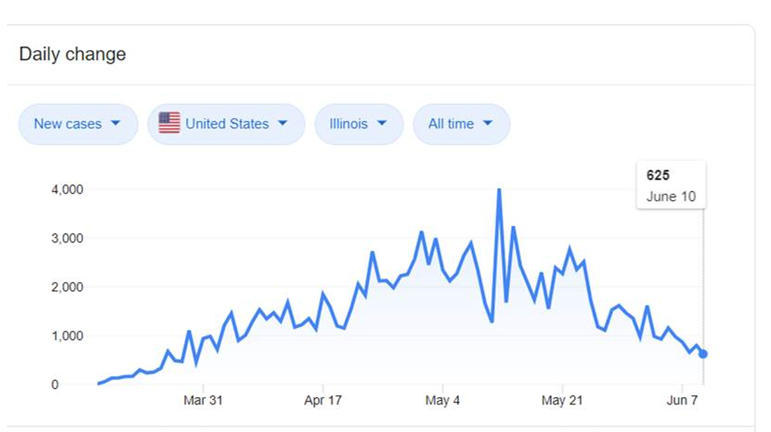 Daily change
New cases United States Illinois All time
625
June 10
4,000
3,000
2,000
1,000
0
Mar 31 Apr 17 May 4 May 21 Jun 7